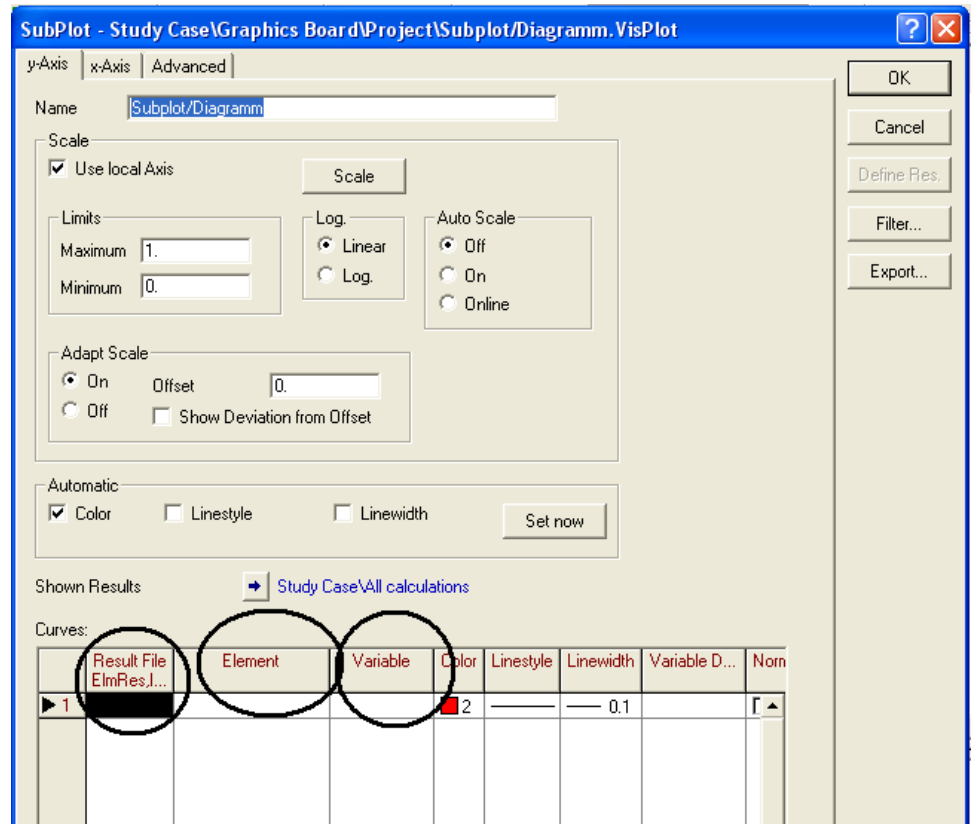 SubPlot - Study Case\Graphics Board\Project\Subplot/Diagramm.VisPlot
y-Axis x-Axis Advanced
OK
Name Subplot/Diagramm
Cancel
Scale
Use local Axis Scale
Define Res.
Limits Log. Auto Scale
Filter...
Maximum 1. Linear Off
Minimum 0. Log. On
Export...
Online
Adapt Scale
On Offset 0.
Off Show Deviation from Offset
Automatic
Color Linestyle Linewidth Set now
Shown Results Study Case\All calculations
Curves:
Result File Element Variable Color Linestyle Linewidth Variable D... Norn
ElmRes,I...
1 2 0.1